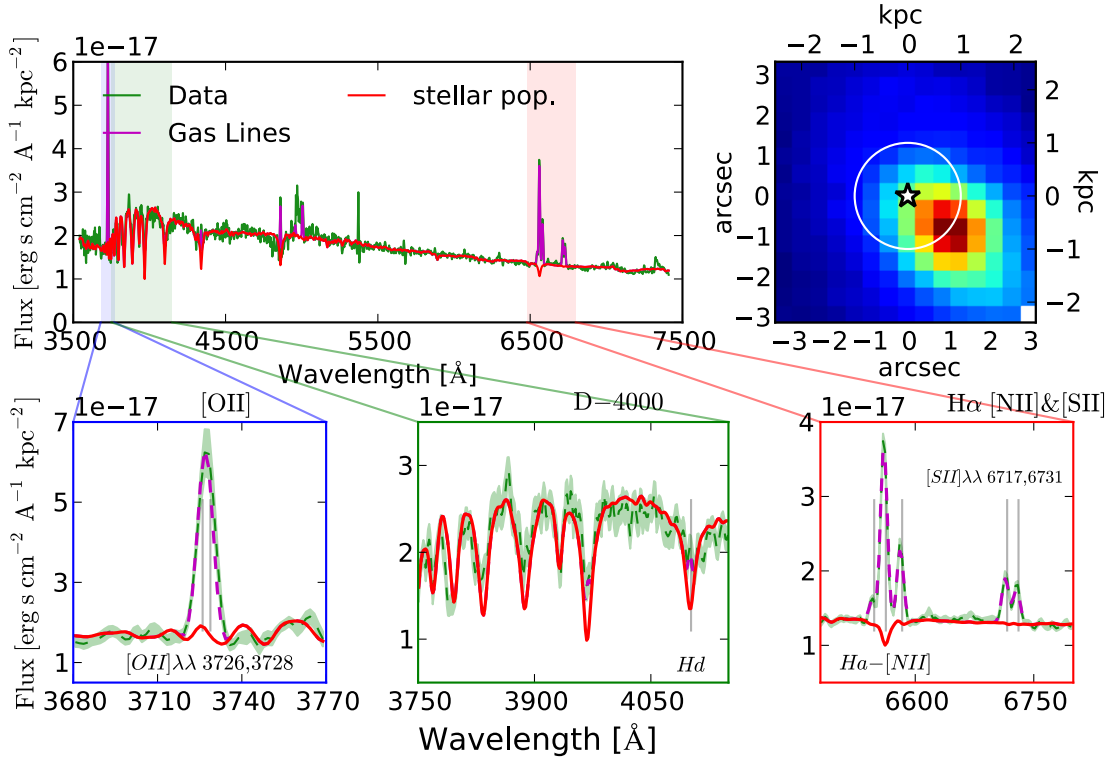 1e−17
Flux [erg s cm⁻² A⁻¹ kpc⁻²]
6
5
4
3
2
1
0
Data
Gas Lines
stellar pop.
3500 4500 5500 6500 7500
Wavelength [Å]
kpc
−2 −1 0 1 2
arcsec
3
2
1
0
−1
−2
−3
2
1
0
−1
−2
kpc
−3 −2 −1 0 1 2 3
arcsec
1e−17 [OII]
Flux [erg s cm⁻² A⁻¹ kpc⁻²]
7
5
3
1
[OII]λλ 3726,3728
3680 3710 3740 3770
1e−17 D−4000
3
2
1
Hd
3750 3900 4050
Wavelength [Å]
1e−17 Hα [NII]&[SII]
4
3
2
1
[SII]λλ 6717,6731
Ha−[NII]
6600 6750